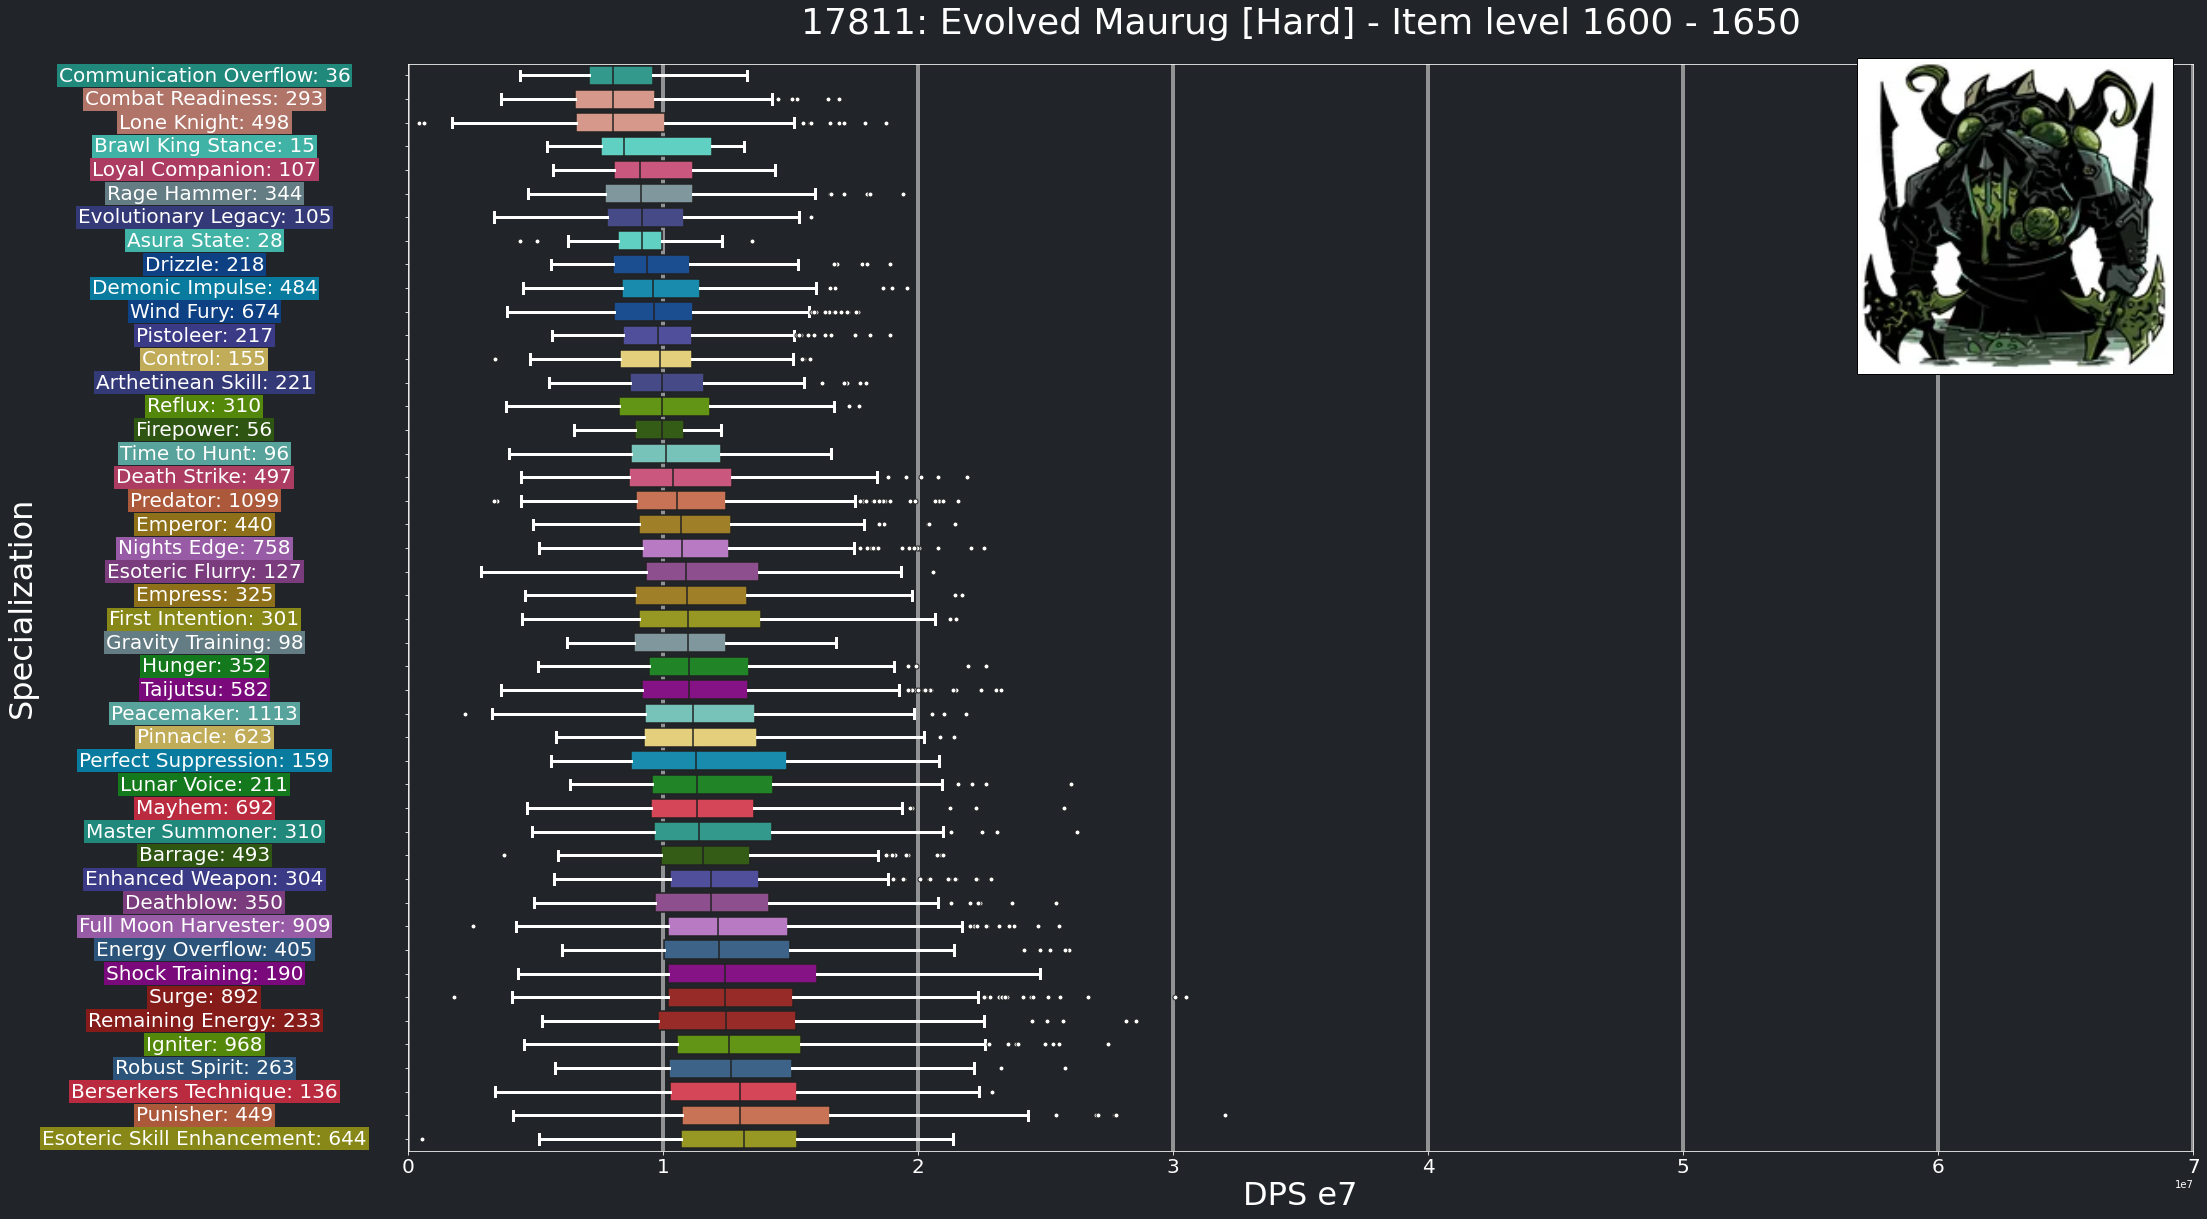 17811: Evolved Maurug [Hard] - Item level 1600 - 1650
Specialization
Communication Overflow: 36
Combat Readiness: 293
Lone Knight: 498
Brawl King Stance: 15
Loyal Companion: 107
Rage Hammer: 344
Evolutionary Legacy: 105
Asura State: 28
Drizzle: 218
Demonic Impulse: 484
Wind Fury: 674
Pistoleer: 217
Control: 155
Arthetinean Skill: 221
Reflux: 310
Firepower: 56
Time to Hunt: 96
Death Strike: 497
Predator: 1099
Emperor: 440
Nights Edge: 758
Esoteric Flurry: 127
Empress: 325
First Intention: 301
Gravity Training: 98
Hunger: 352
Taijutsu: 582
Peacemaker: 1113
Pinnacle: 623
Perfect Suppression: 159
Lunar Voice: 211
Mayhem: 692
Master Summoner: 310
Barrage: 493
Enhanced Weapon: 304
Deathblow: 350
Full Moon Harvester: 909
Energy Overflow: 405
Shock Training: 190
Surge: 892
Remaining Energy: 233
Igniter: 968
Robust Spirit: 263
Berserkers Technique: 136
Punisher: 449
Esoteric Skill Enhancement: 644
0 1 2 3 4 5 6 7
1e7
DPS e7